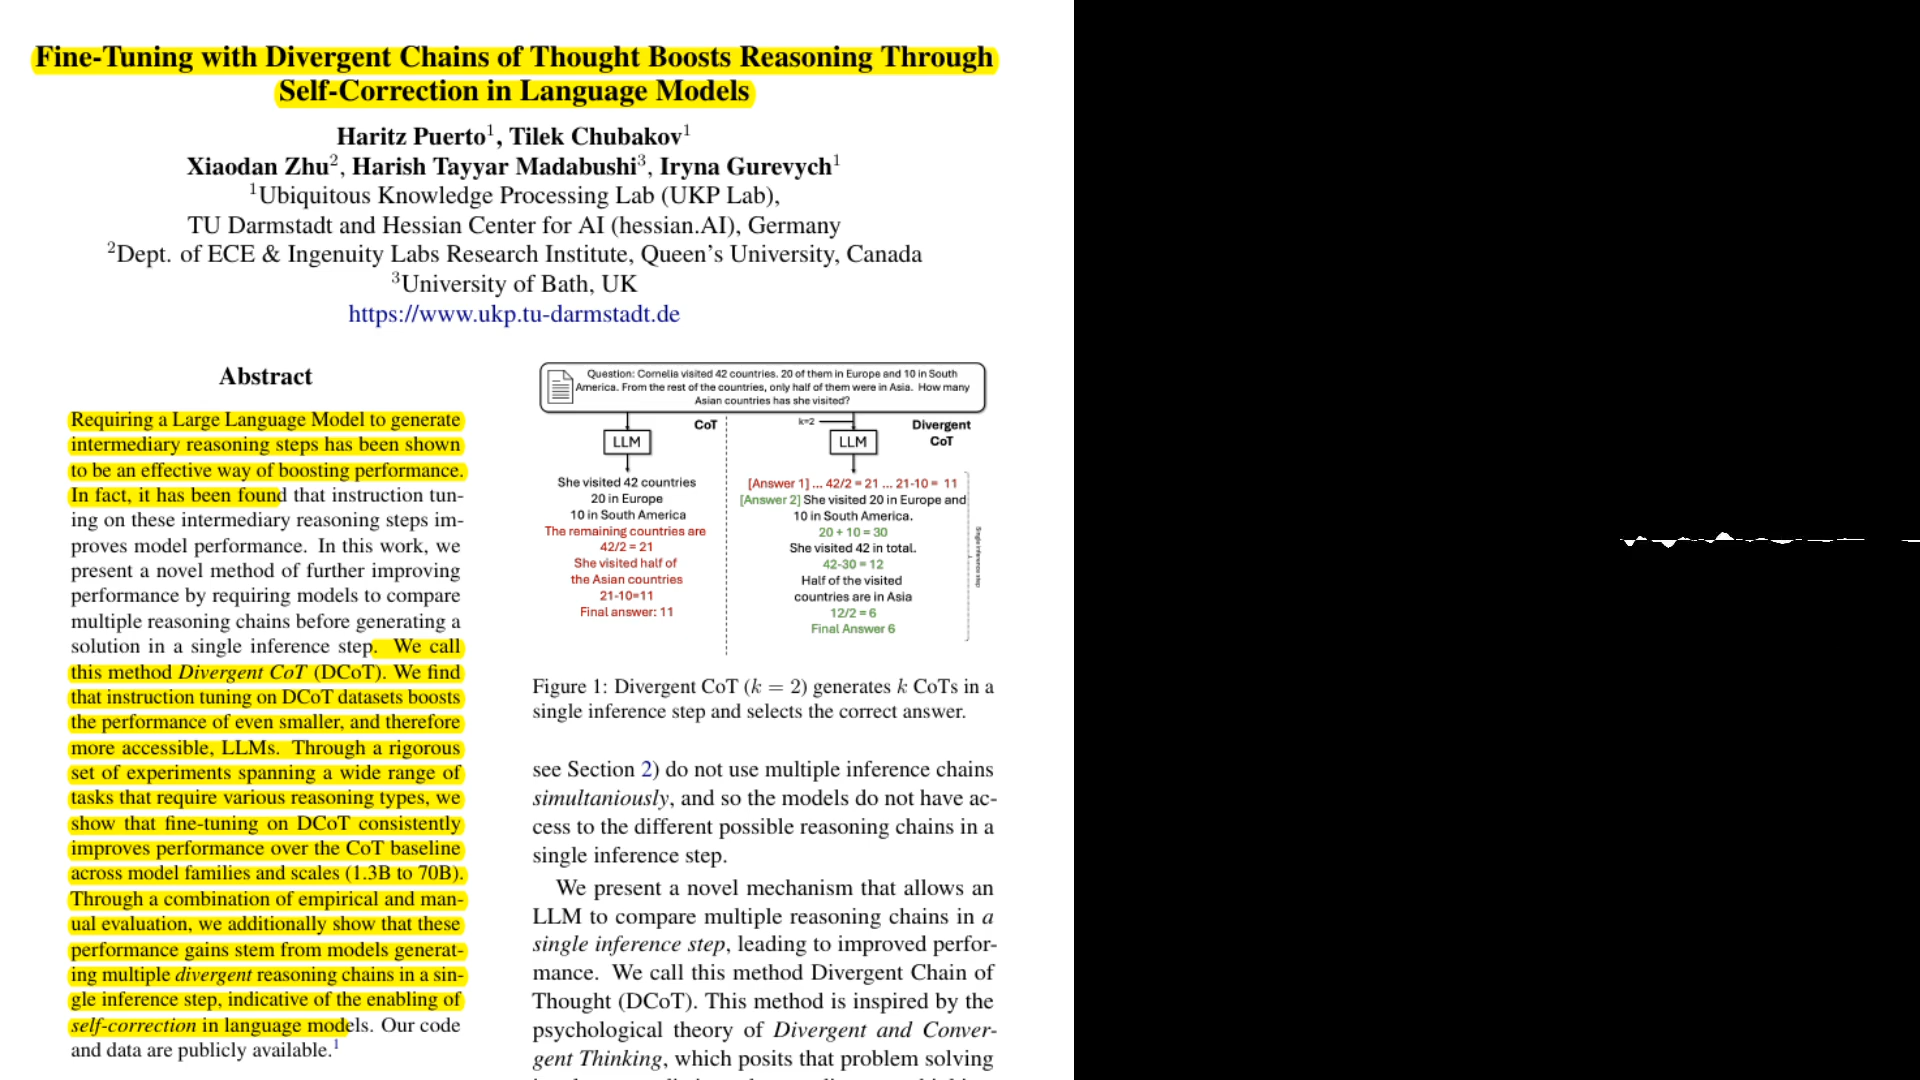 Fine-Tuning with Divergent Chains of Thought Boosts Reasoning Through
Self-Correction in Language Models
Haritz Puerto1, Tilek Chubakov1
Xiaodan Zhu2, Harish Tayyar Madabushi3, Iryna Gurevych1
1Ubiquitous Knowledge Processing Lab (UKP Lab),
TU Darmstadt and Hessian Center for AI (hessian.AI), Germany
2Dept. of ECE & Ingenuity Labs Research Institute, Queen's University, Canada
3University of Bath, UK
https://www.ukp.tu-darmstadt.de
Abstract
Requiring a Large Language Model to generate
intermediary reasoning steps has been shown
to be an effective way of boosting performance.
In fact, it has been found that instruction tun-
ing on these intermediary reasoning steps im-
proves model performance. In this work, we
present a novel method of further improving
performance by requiring models to compare
multiple reasoning chains before generating a
solution in a single inference step. We call
this method Divergent CoT (DCoT). We find
that instruction tuning on DCoT datasets boosts
the performance of even smaller, and therefore
more accessible, LLMs. Through a rigorous
set of experiments spanning a wide range of
tasks that require various reasoning types, we
show that fine-tuning on DCoT consistently
improves performance over the CoT baseline
across model families and scales (1.3B to 70B).
Through a combination of empirical and man-
ual evaluation, we additionally show that these
performance gains stem from models generat-
ing multiple divergent reasoning chains in a sin-
gle inference step, indicative of the enabling of
self-correction in language models. Our code
and data are publicly available.1
Question: Cornelia visited 42 countries. 20 of them in Europe and 10 in South
America. From the rest of the countries, only half of them were in Asia. How many
Asian countries has she visited?
CoT
LLM
She visited 42 countries
20 in Europe
10 in South America
The remaining countries are
42/2 = 21
She visited half of
the Asian countries
21-10=11
Final answer: 11
k=2
LLM
Divergent
CoT
[Answer 1] ... 42/2 = 21 ... 21-10 = 11
[Answer 2] She visited 20 in Europe and
10 in South America.
20 + 10 = 30
She visited 42 in total.
42-30 = 12
Half of the visited
countries are in Asia
12/2 = 6
Final Answer 6
Single inference step
Figure 1: Divergent CoT (k = 2) generates k CoTs in a
single inference step and selects the correct answer.
see Section 2) do not use multiple inference chains
simultaniously, and so the models do not have ac-
cess to the different possible reasoning chains in a
single inference step.
We present a novel mechanism that allows an
LLM to compare multiple reasoning chains in a
single inference step, leading to improved perfor-
mance. We call this method Divergent Chain of
Thought (DCoT). This method is inspired by the
psychological theory of Divergent and Conver-
gent Thinking, which posits that problem solving